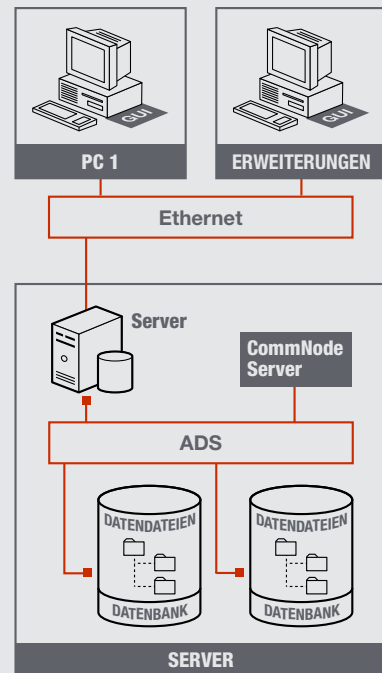 GUI
GUI
PC 1
ERWEITERUNGEN
Ethernet
Server
CommNode
Server
ADS
DATENDATEIEN
DATENDATEIEN
DATENBANK
DATENBANK
SERVER